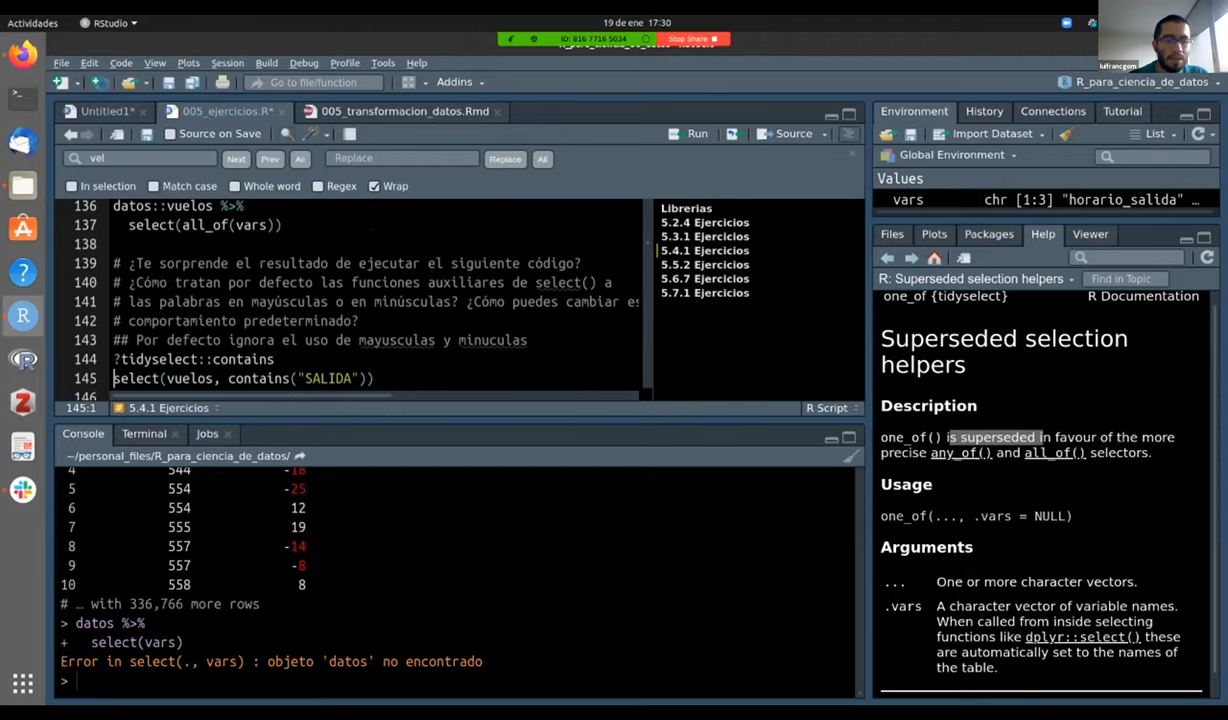 Actividades
RStudio
19 de ene 17:30
ID: 816 7716 5034
Stop Share
luifrancgom
File Edit Code View Plots Session Build Debug Profile Tools Help
Go to file/function
Addins
R_para_ciencia_de_datos
Untitled1*
005_ejercicios.R*
005_transformacion_datos.Rmd
Source on Save
Run
Source
vel
Next
Prev
All
Replace
Replace
All
In selection
Match case
Whole word
Regex
Wrap
136 datos::vuelos %>%
137 select(all_of(vars))
138
139 # ¿Te sorprende el resultado de ejecutar el siguiente código?
140 # ¿Cómo tratan por defecto las funciones auxiliares de select() a
141 # las palabras en mayúsculas o en minúsculas? ¿Cómo puedes cambiar es
142 # comportamiento predeterminado?
143 ## Por defecto ignora el uso de mayusculas y minuculas
144 ?tidyselect::contains
145 select(vuelos, contains("SALIDA"))
146
Librerias
5.2.4 Ejercicios
5.3.1 Ejercicios
5.4.1 Ejercicios
5.5.2 Ejercicios
5.6.7 Ejercicios
5.7.1 Ejercicios
145:1
5.4.1 Ejercicios
R Script
Console
Terminal
Jobs
~/personal_files/R_para_ciencia_de_datos/
4 544 -18
5 554 -25
6 554 12
7 555 19
8 557 -14
9 557 -8
10 558 8
# … with 336,766 more rows
> datos %>%
+ select(vars)
Error in select(., vars) : objeto 'datos' no encontrado
>
Environment
History
Connections
Tutorial
Import Dataset
List
Global Environment
Values
vars chr [1:3] "horario_salida" …
Files
Plots
Packages
Help
Viewer
R: Superseded selection helpers
Find in Topic
one_of {tidyselect} R Documentation
Superseded selection
helpers
Description
one_of() is superseded in favour of the more
precise any_of() and all_of() selectors.
Usage
one_of(..., .vars = NULL)
Arguments
... One or more character vectors.
.vars A character vector of variable names.
When called from inside selecting
functions like dplyr::select() these
are automatically set to the names of
the table.